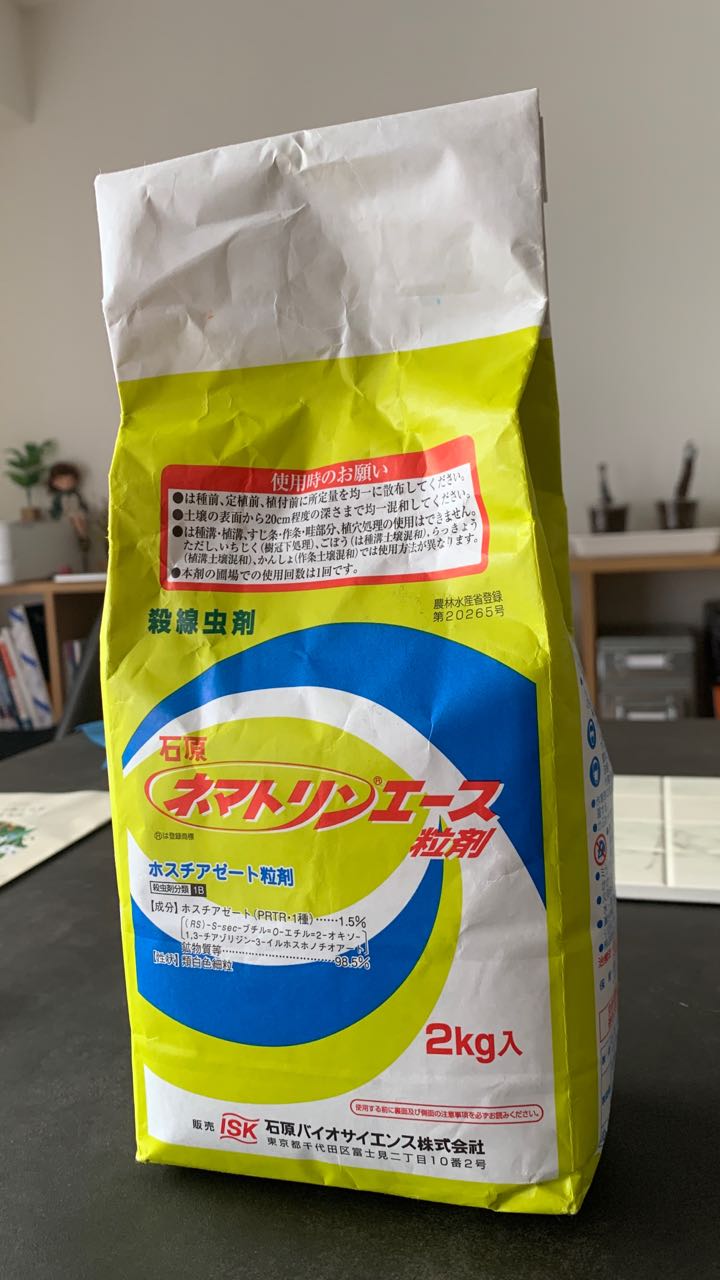 使用時のお願い
●は種前、定植前、植付前に所定量を均一に散布してください。
●土壌の表面から20cm程度の深さまで均一混和してください。
●は種溝・植溝、すじ条・作条・畦部分、植穴処理の使用はできません。
ただし、いちじく(樹冠下処理)、ごぼう(は種溝土壌混和)、らっきょう
(植溝土壌混和)、かんしょ(作条土壌混和)では使用方法が異なります。
●本剤の圃場での使用回数は1回です。
殺線虫剤
農林水産省登録
第20265号
石原
ネマトリン®エース
粒剤
Ⓡは登録商標
ホスチアゼート粒剤
殺虫剤分類 1B
【成分】ホスチアゼート(PRTR・1種)……1.5%
(RS)-S-sec-ブチル=O-エチル=2-オキソ-
1,3-チアゾリジン-3-イルホスホノチオアート
鉱物質等……………………………98.5%
【性状】類白色細粒
2kg入
使用する前に裏面及び側面の注意事項を必ずお読みください。
販売 ISK 石原バイオサイエンス株式会社
東京都千代田区富士見二丁目10番2号